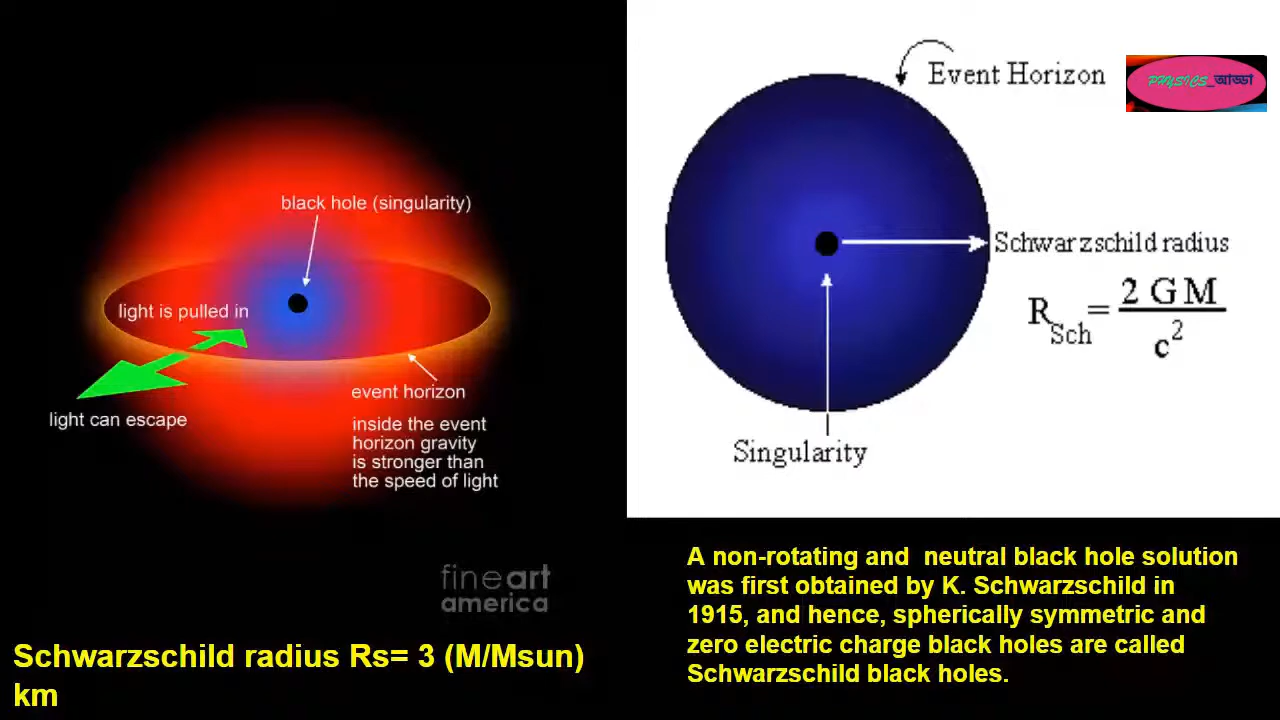 black hole (singularity)
light is pulled in
light can escape
event horizon
inside the event
horizon gravity
is stronger than
the speed of light
fineart
america
Schwarzschild radius Rs= 3 (M/Msun)
km
Event Horizon
PHYSICS_আড্ডা
Schwarzschild radius
R_Sch = 2 G M / c²
Singularity
A non-rotating and neutral black hole solution
was first obtained by K. Schwarzschild in
1915, and hence, spherically symmetric and
zero electric charge black holes are called
Schwarzschild black holes.